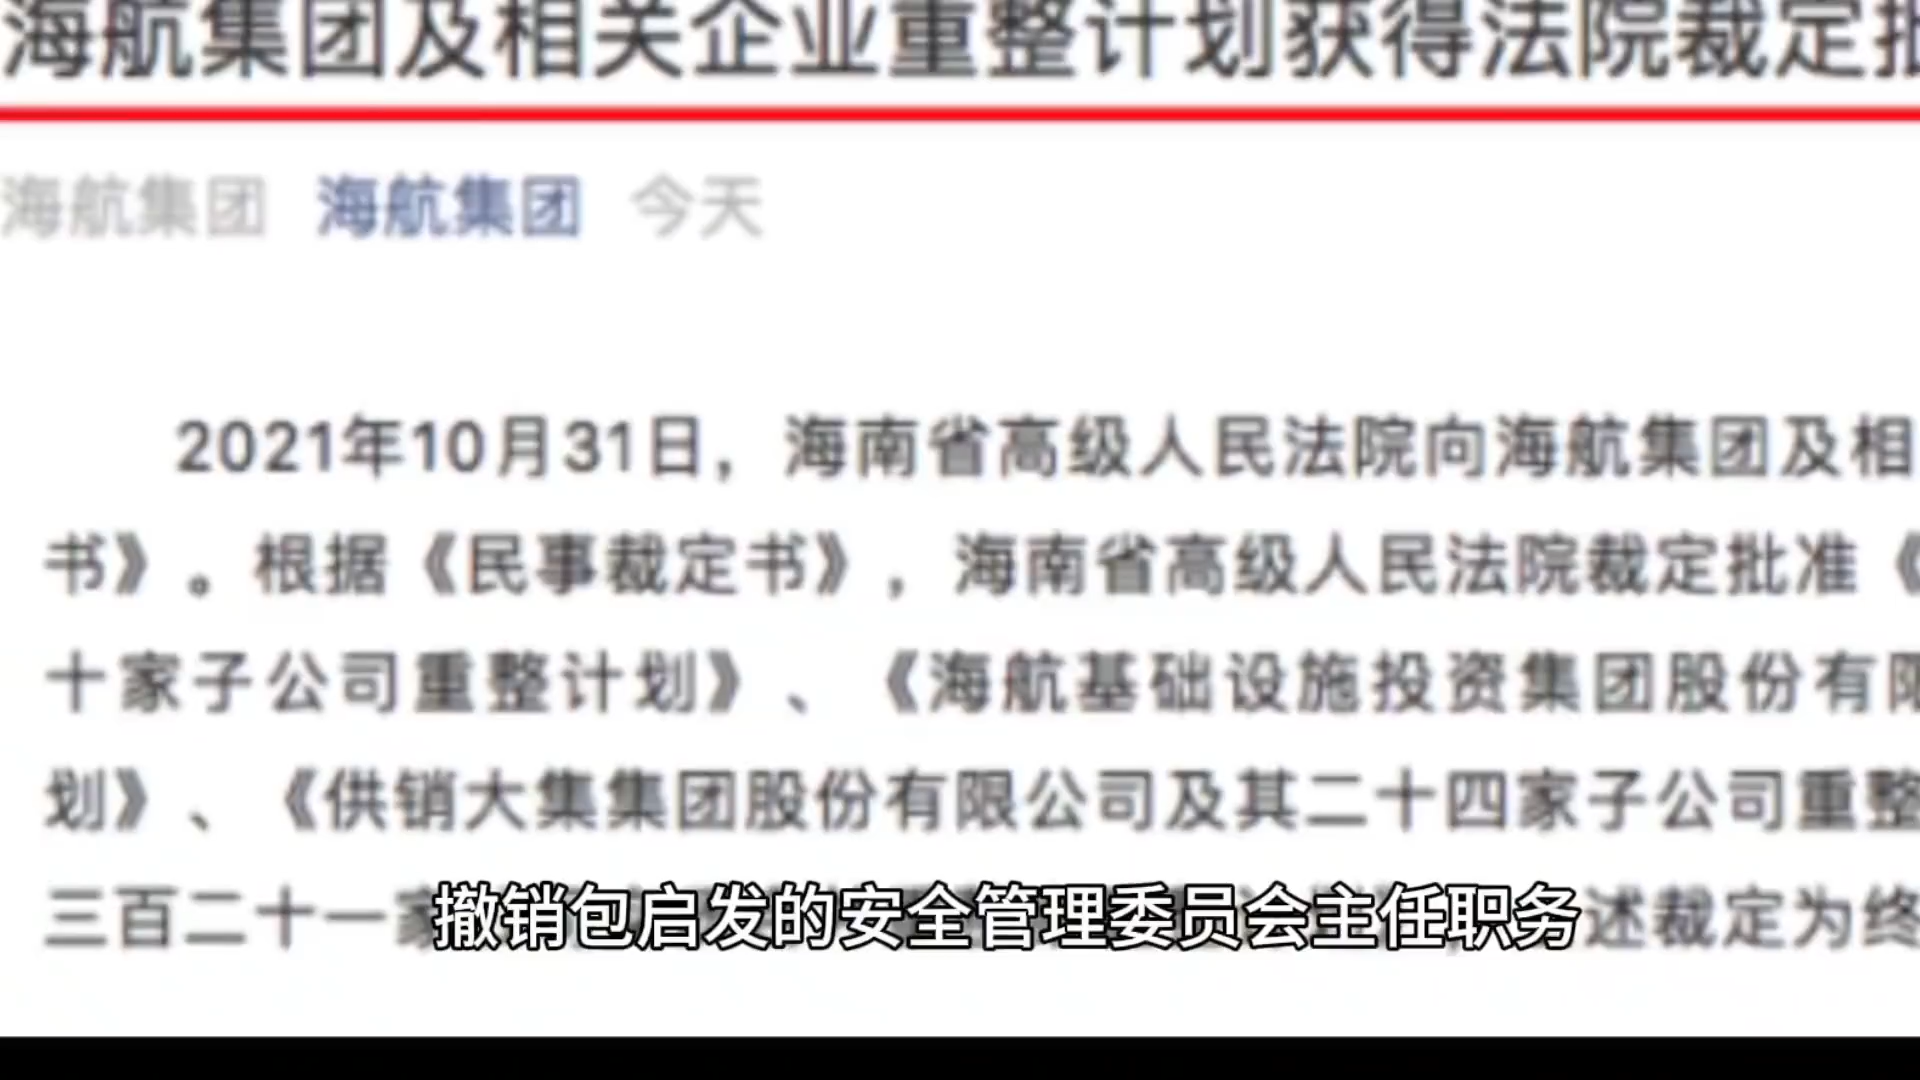 海航集团及相关企业重整计划获得法院裁定批
海航集团 海航集团 今天
2021年10月31日，海南省高级人民法院向海航集团及相
书》。根据《民事裁定书》，海南省高级人民法院裁定批准《
十家子公司重整计划》、《海航基础设施投资集团股份有限
划》、《供销大集集团股份有限公司及其二十四家子公司重整
三百二十一家
述裁定为终
撤销包启发的安全管理委员会主任职务